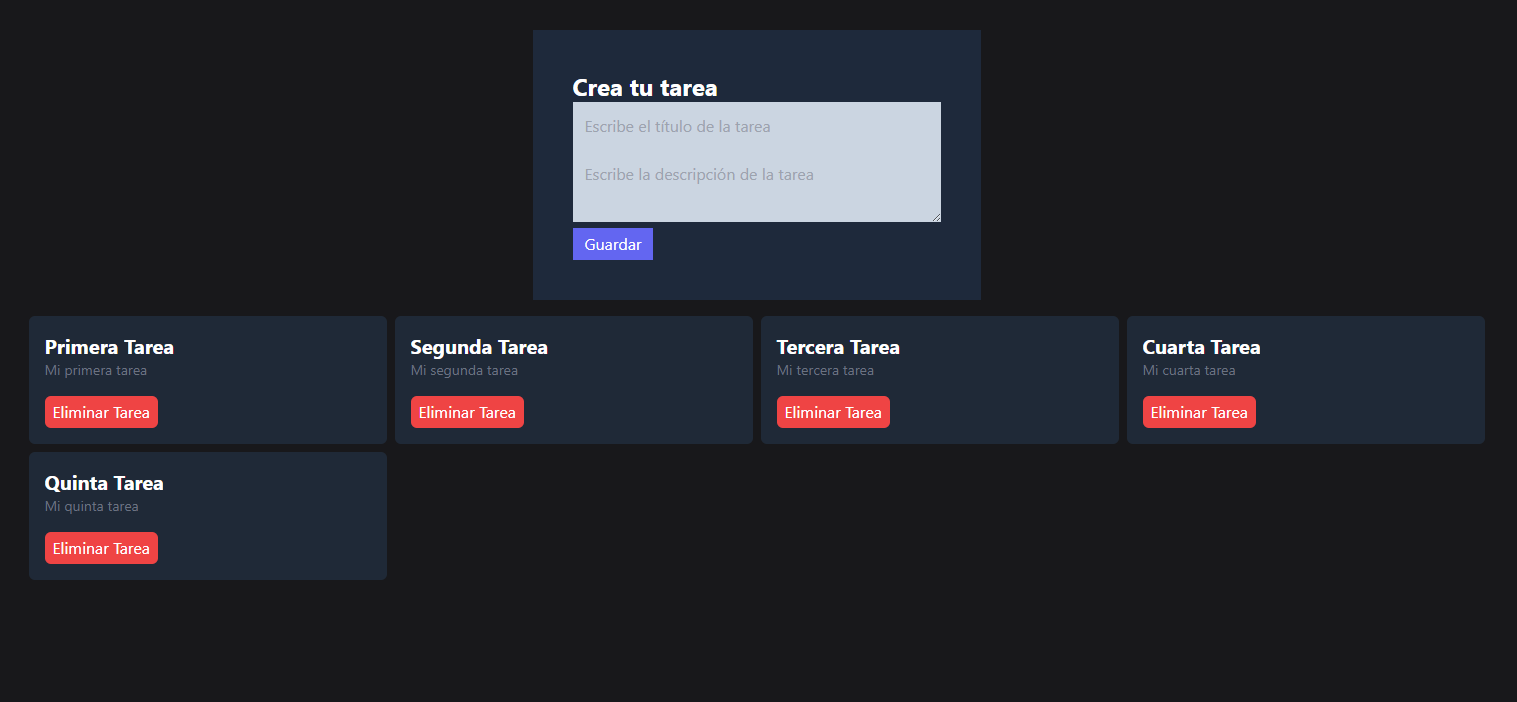 Crea tu tarea
Escribe el título de la tarea
Escribe la descripción de la tarea
Guardar
Primera Tarea
Mi primera tarea
Eliminar Tarea
Segunda Tarea
Mi segunda tarea
Eliminar Tarea
Tercera Tarea
Mi tercera tarea
Eliminar Tarea
Cuarta Tarea
Mi cuarta tarea
Eliminar Tarea
Quinta Tarea
Mi quinta tarea
Eliminar Tarea